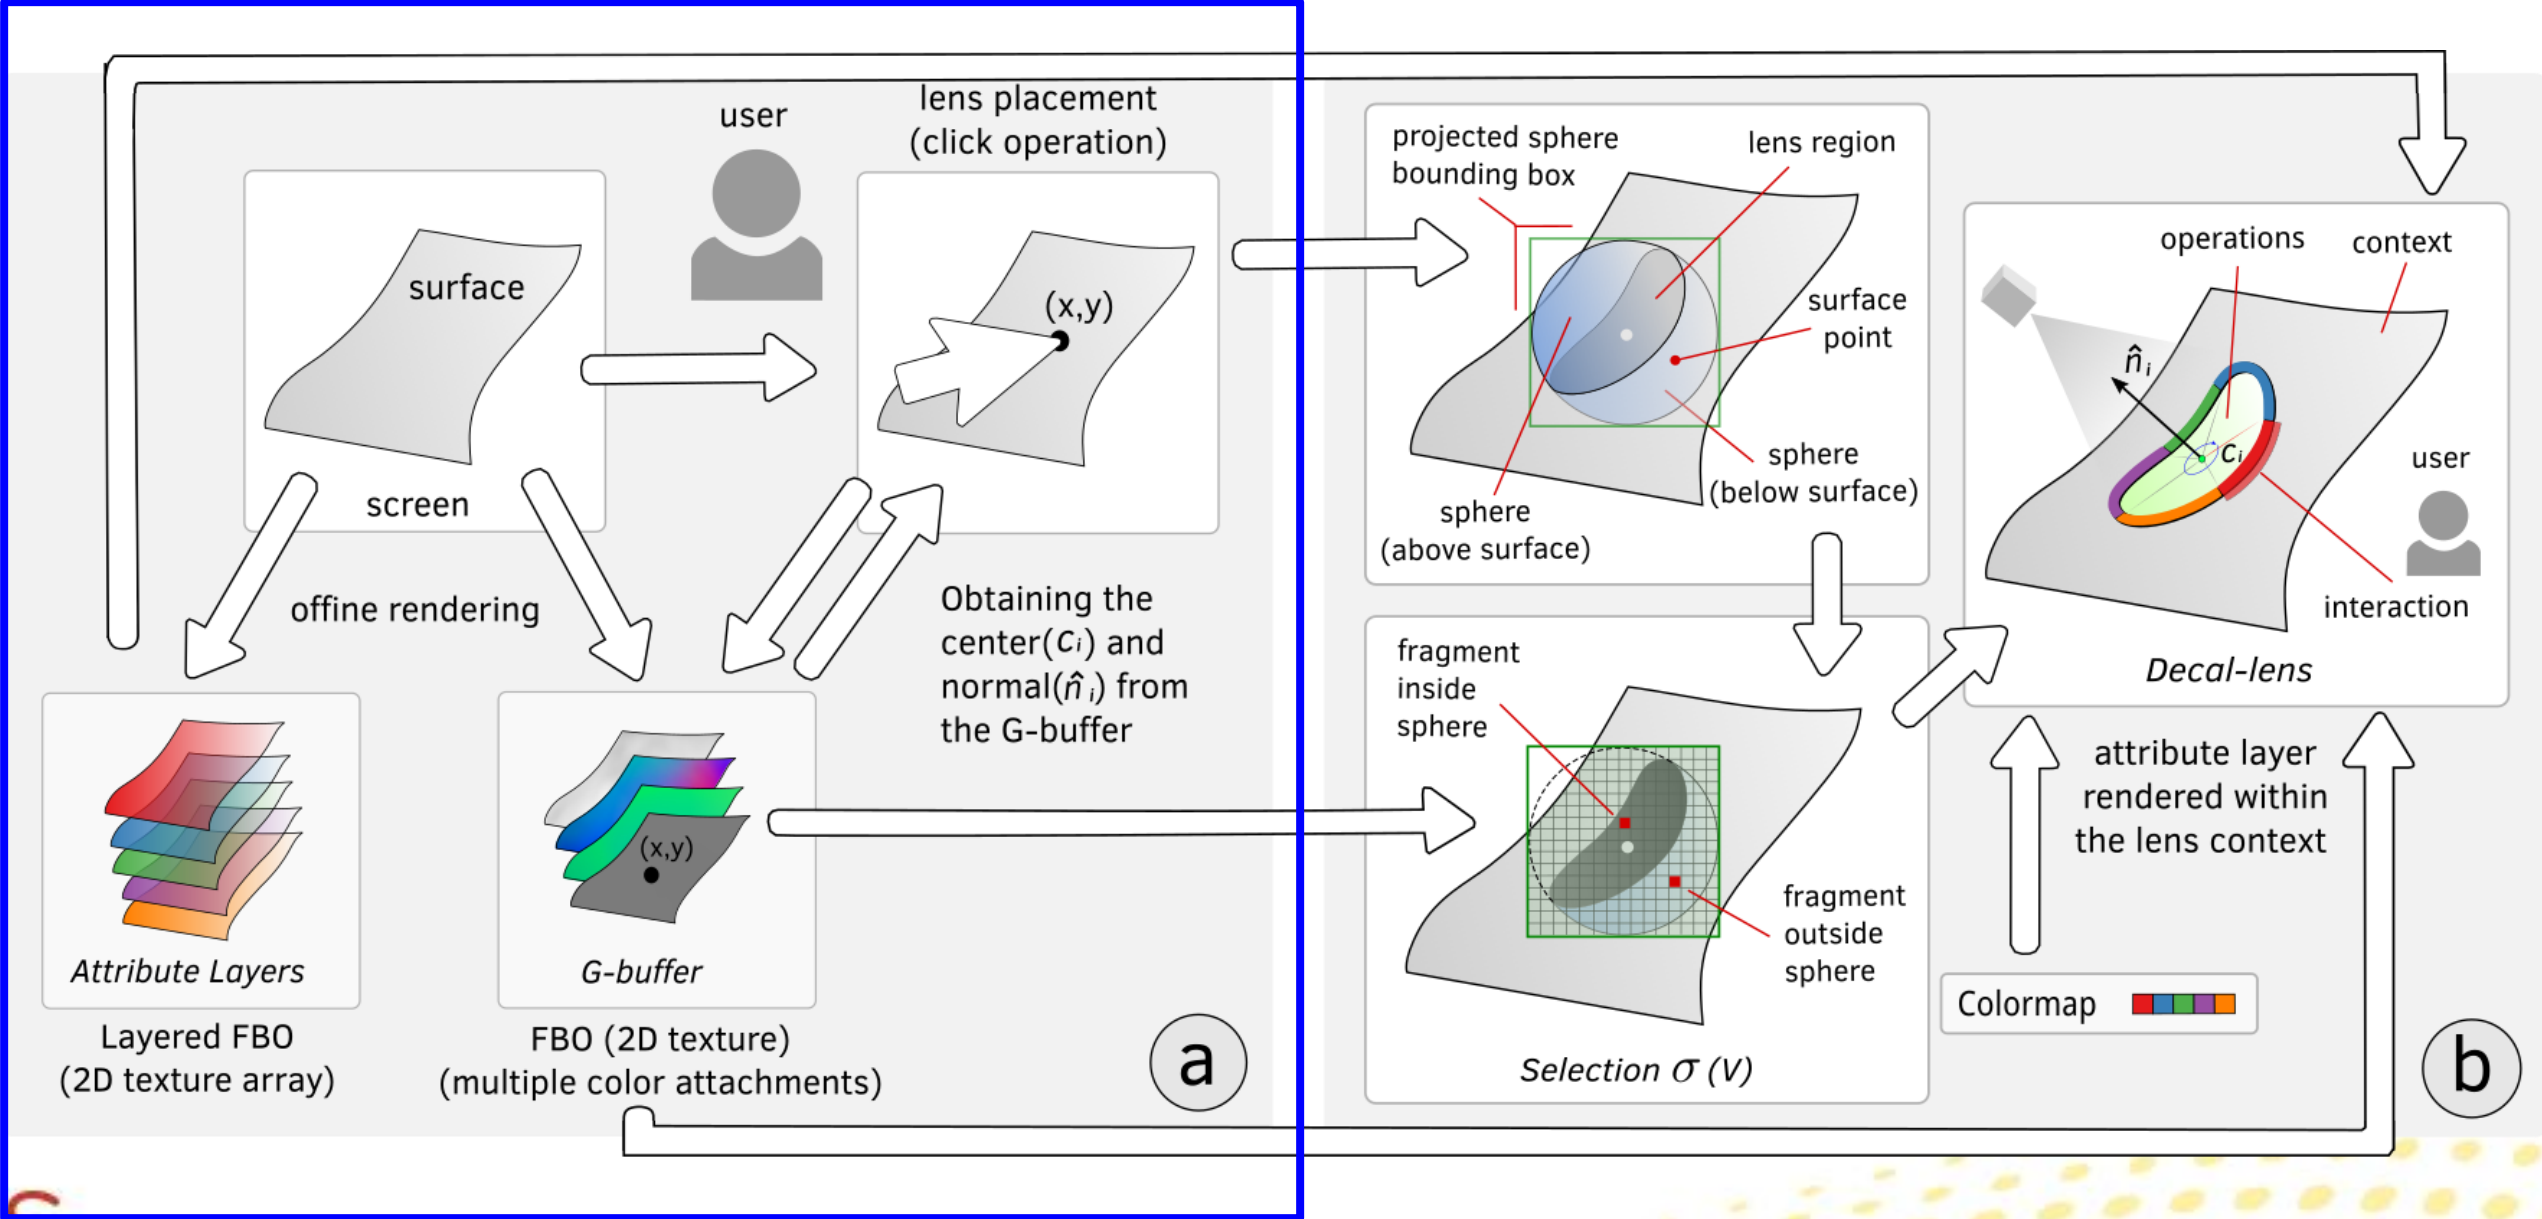 user
lens placement
(click operation)
surface
screen
(x,y)
offine rendering
Obtaining the
center(cᵢ) and
normal(n̂ᵢ) from
the G-buffer
Attribute Layers
Layered FBO
(2D texture array)
(x,y)
G-buffer
FBO (2D texture)
(multiple color attachments)
a
projected sphere
bounding box
lens region
surface
point
sphere
(below surface)
sphere
(above surface)
fragment
inside
sphere
fragment
outside
sphere
Selection σ (V)
operations
context
n̂ᵢ
cᵢ
user
interaction
Decal-lens
attribute layer
rendered within
the lens context
Colormap
b